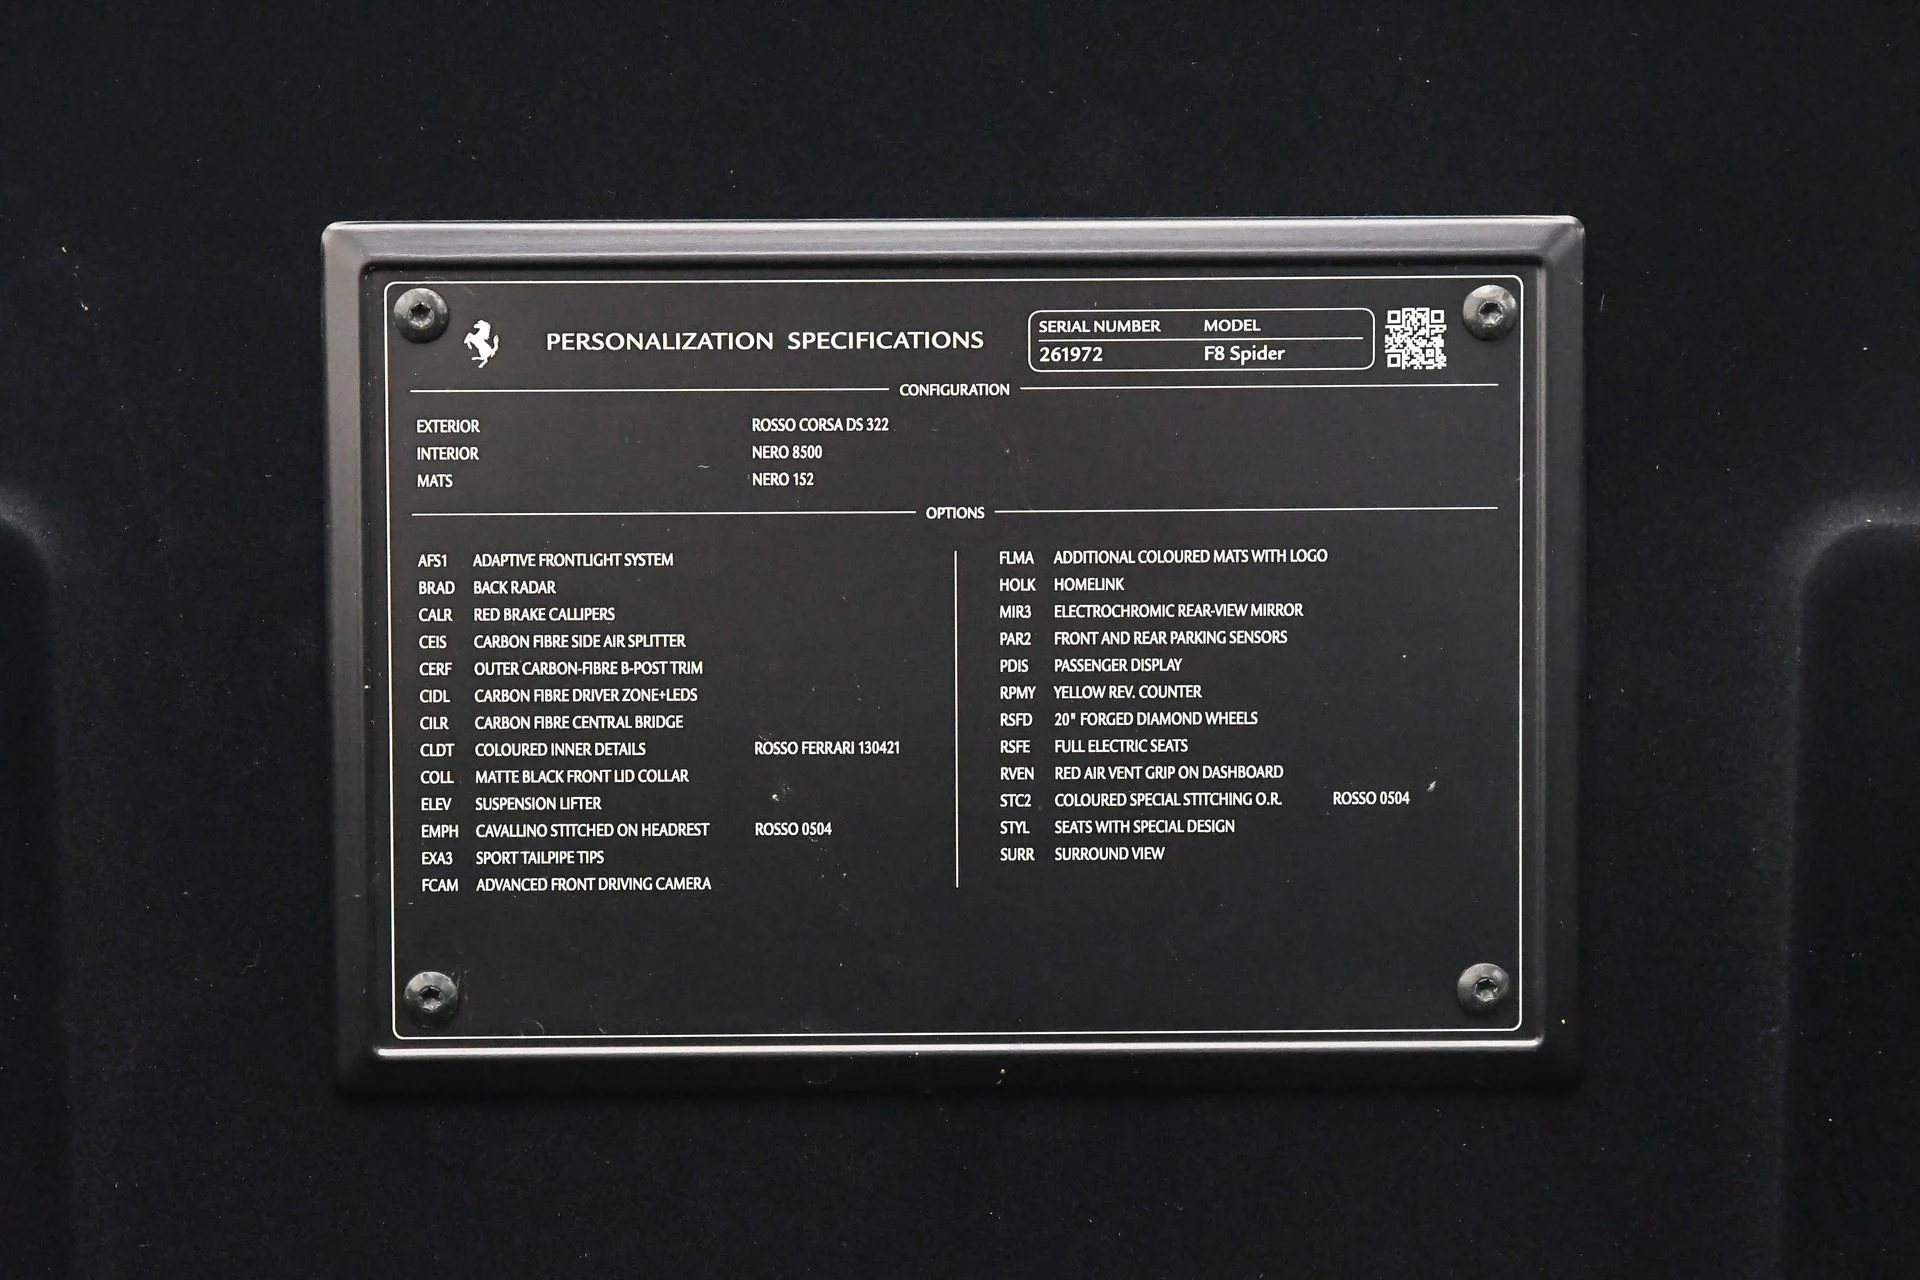 PERSONALIZATION SPECIFICATIONS
SERIAL NUMBER MODEL
261972 F8 Spider
CONFIGURATION
EXTERIOR ROSSO CORSA DS 322
INTERIOR NERO 8500
MATS NERO 152
OPTIONS
AFS1 ADAPTIVE FRONTLIGHT SYSTEM
BRAD BACK RADAR
CALR RED BRAKE CALLIPERS
CEIS CARBON FIBRE SIDE AIR SPLITTER
CERF OUTER CARBON-FIBRE B-POST TRIM
CIDL CARBON FIBRE DRIVER ZONE+LEDS
CILR CARBON FIBRE CENTRAL BRIDGE
CLDT COLOURED INNER DETAILS ROSSO FERRARI 130421
COLL MATTE BLACK FRONT LID COLLAR
ELEV SUSPENSION LIFTER
EMPH CAVALLINO STITCHED ON HEADREST ROSSO 0504
EXA3 SPORT TAILPIPE TIPS
FCAM ADVANCED FRONT DRIVING CAMERA
FLMA ADDITIONAL COLOURED MATS WITH LOGO
HOLK HOMELINK
MIR3 ELECTROCHROMIC REAR-VIEW MIRROR
PAR2 FRONT AND REAR PARKING SENSORS
PDIS PASSENGER DISPLAY
RPMY YELLOW REV. COUNTER
RSFD 20" FORGED DIAMOND WHEELS
RSFE FULL ELECTRIC SEATS
RVEN RED AIR VENT GRIP ON DASHBOARD
STC2 COLOURED SPECIAL STITCHING O.R. ROSSO 0504
STYL SEATS WITH SPECIAL DESIGN
SURR SURROUND VIEW